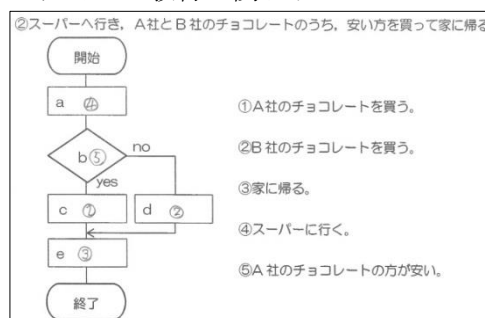 ②スーパーへ行き，A社とB社のチョコレートのうち，安い方を買って家に帰る
開始
a ④
①A社のチョコレートを買う。
b⑤
no
②B社のチョコレートを買う。
yes
c ①
d ②
③家に帰る。
④スーパーに行く。
e ③
⑤A社のチョコレートの方が安い。
終了